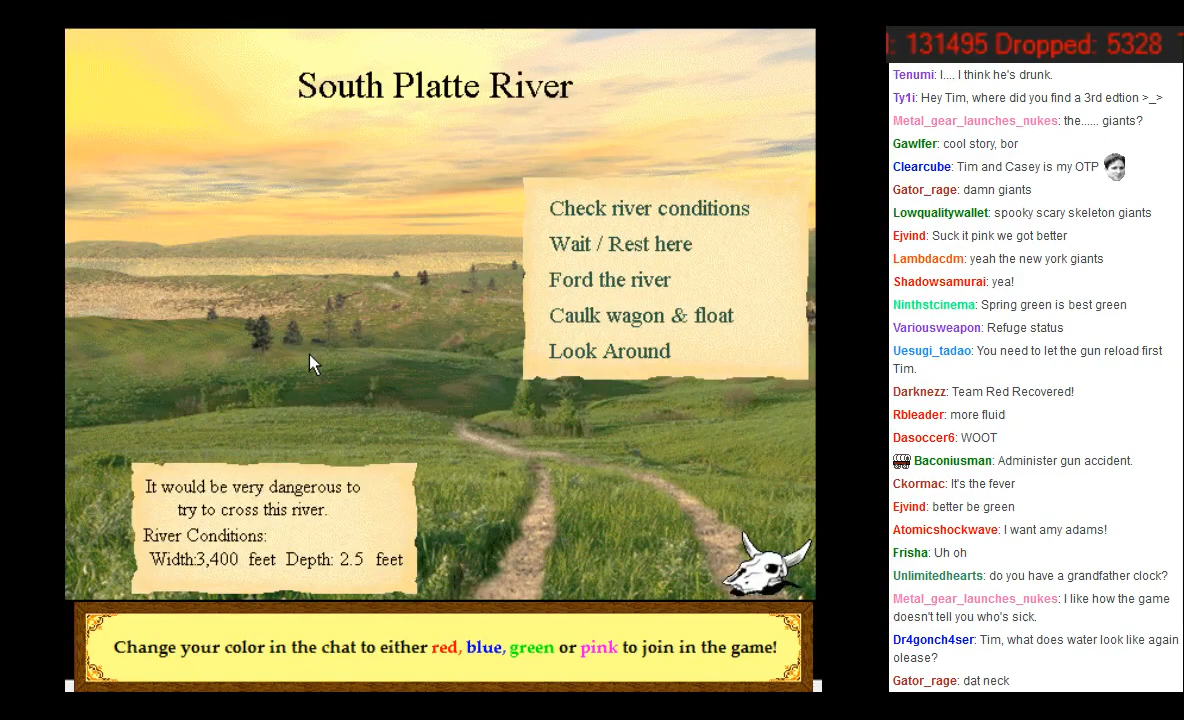 South Platte River
Check river conditions
Wait / Rest here
Ford the river
Caulk wagon & float
Look Around
It would be very dangerous to
try to cross this river.
River Conditions:
Width:3,400 feet Depth: 2.5 feet
Change your color in the chat to either red, blue, green or pink to join in the game!
: 131495 Dropped: 5328
Tenumi: I.... I think he's drunk.
Ty1i: Hey Tim, where did you find a 3rd edtion >_>
Metal_gear_launches_nukes: the...... giants?
Gawlfer: cool story, bor
Clearcube: Tim and Casey is my OTP
Gator_rage: damn giants
Lowqualitywallet: spooky scary skeleton giants
Ejvind: Suck it pink we got better
Lambdacdm: yeah the new york giants
Shadowsamurai: yea!
Ninthstcinema: Spring green is best green
Variousweapon: Refuge status
Uesugi_tadao: You need to let the gun reload first
Tim.
Darknezz: Team Red Recovered!
Rbleader: more fluid
Dasoccer6: WOOT
Baconiusman: Administer gun accident.
Ckormac: It's the fever
Ejvind: better be green
Atomicshockwave: I want amy adams!
Frisha: Uh oh
Unlimitedhearts: do you have a grandfather clock?
Metal_gear_launches_nukes: I like how the game
doesn't tell you who's sick.
Dr4gonch4ser: Tim, what does water look like again
olease?
Gator_rage: dat neck